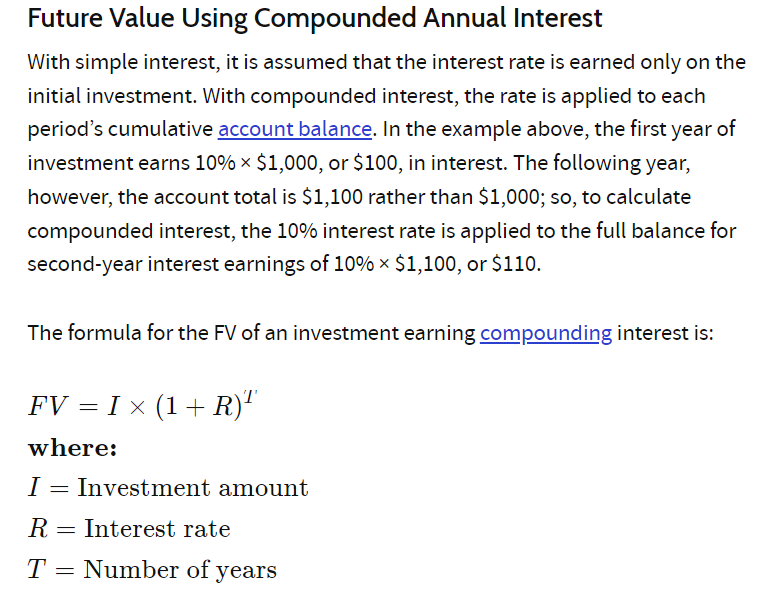 Future Value Using Compounded Annual Interest
With simple interest, it is assumed that the interest rate is earned only on the
initial investment. With compounded interest, the rate is applied to each
period’s cumulative account balance. In the example above, the first year of
investment earns 10% × $1,000, or $100, in interest. The following year,
however, the account total is $1,100 rather than $1,000; so, to calculate
compounded interest, the 10% interest rate is applied to the full balance for
second-year interest earnings of 10% × $1,100, or $110.
The formula for the FV of an investment earning compounding interest is:
FV = I × (1 + R)^T
where:
I = Investment amount
R = Interest rate
T = Number of years